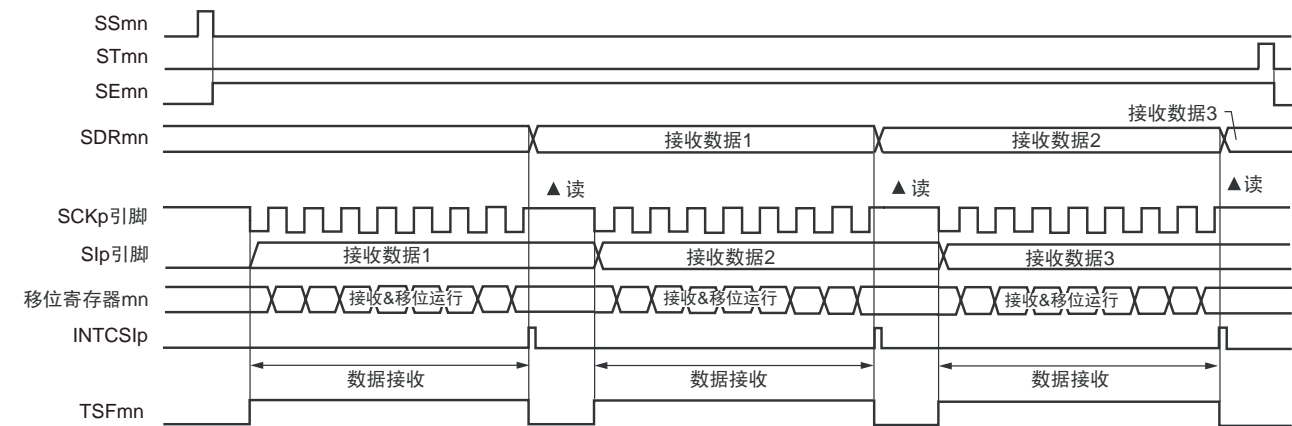 SSmn
STmn
SEmn
接收数据3
SDRmn 接收数据1 接收数据2
▲读 ▲读 ▲读
SCKp引脚
SIp引脚 接收数据1 接收数据2 接收数据3
移位寄存器mn 接收&移位运行 接收&移位运行 接收&移位运行
INTCSIp
数据接收 数据接收 数据接收
TSFmn